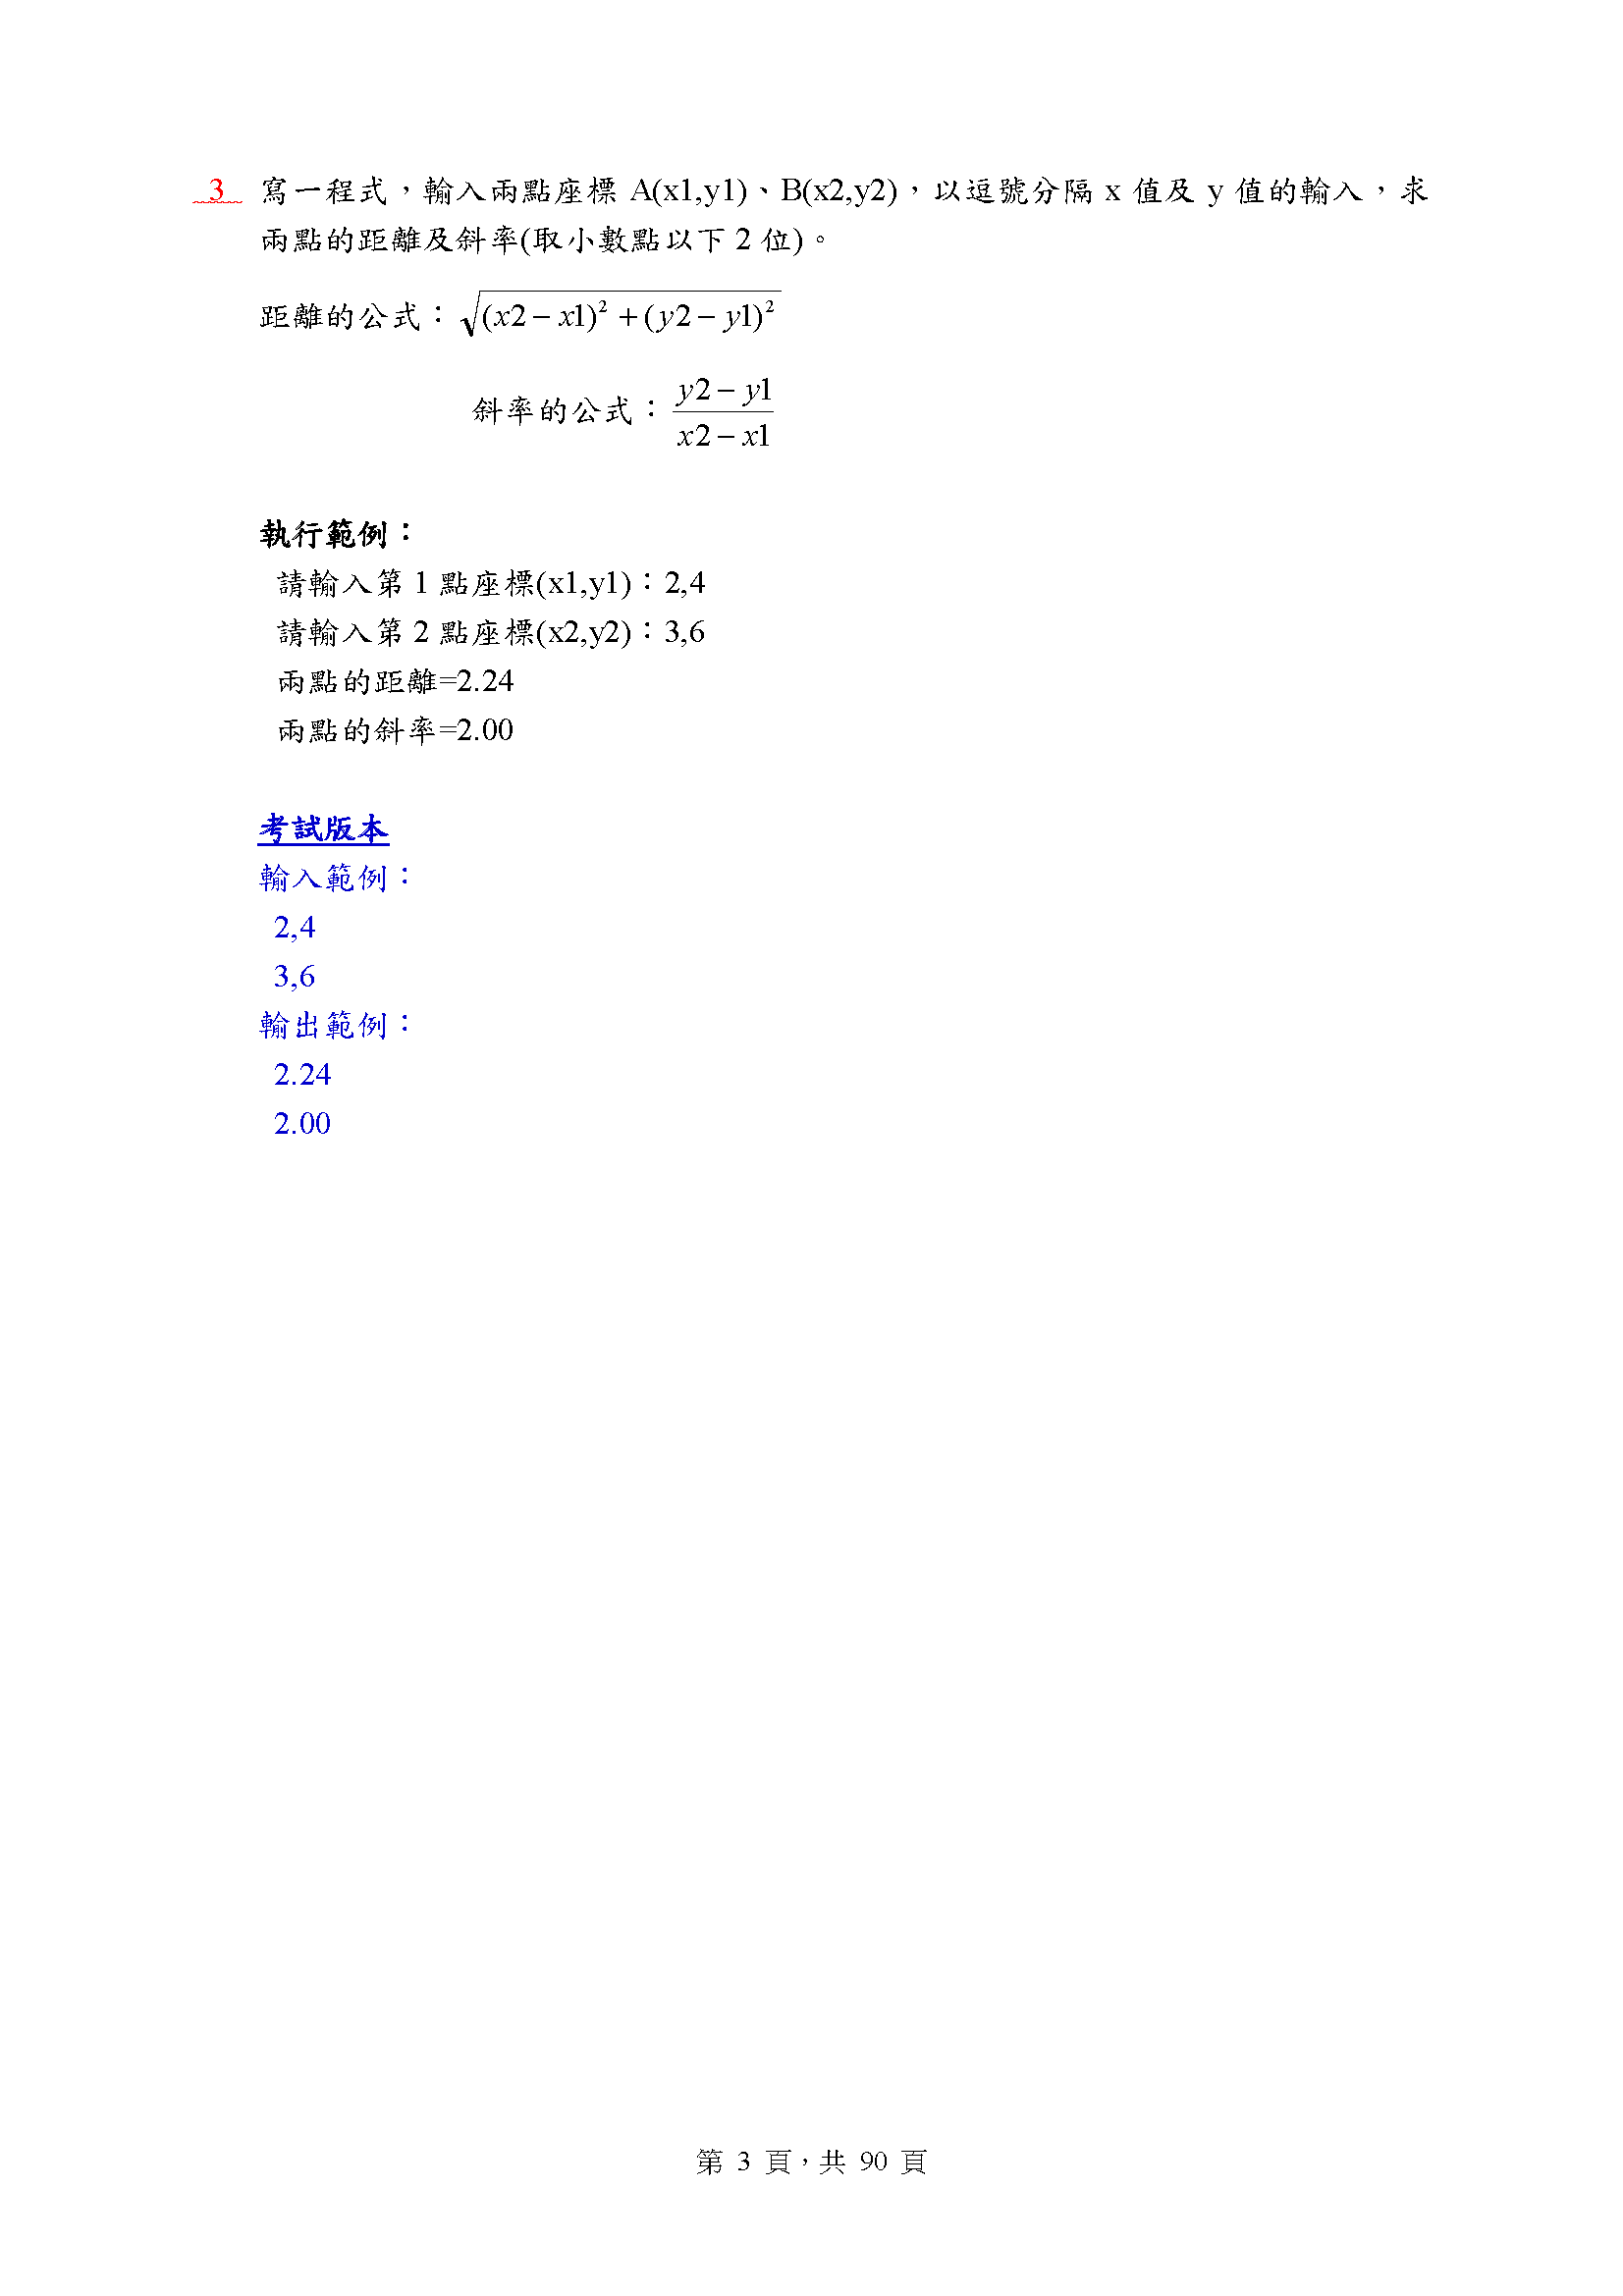 3 寫一程式，輸入兩點座標 A(x1,y1)、B(x2,y2)，以逗號分隔 x 值及 y 值的輸入，求
兩點的距離及斜率(取小數點以下 2 位)。
距離的公式：√((x2 − x1)² + (y2 − y1)²)
斜率的公式：(y2 − y1)/(x2 − x1)
執行範例：
請輸入第 1 點座標(x1,y1)：2,4
請輸入第 2 點座標(x2,y2)：3,6
兩點的距離=2.24
兩點的斜率=2.00
考試版本
輸入範例：
2,4
3,6
輸出範例：
2.24
2.00
第 3 頁，共 90 頁